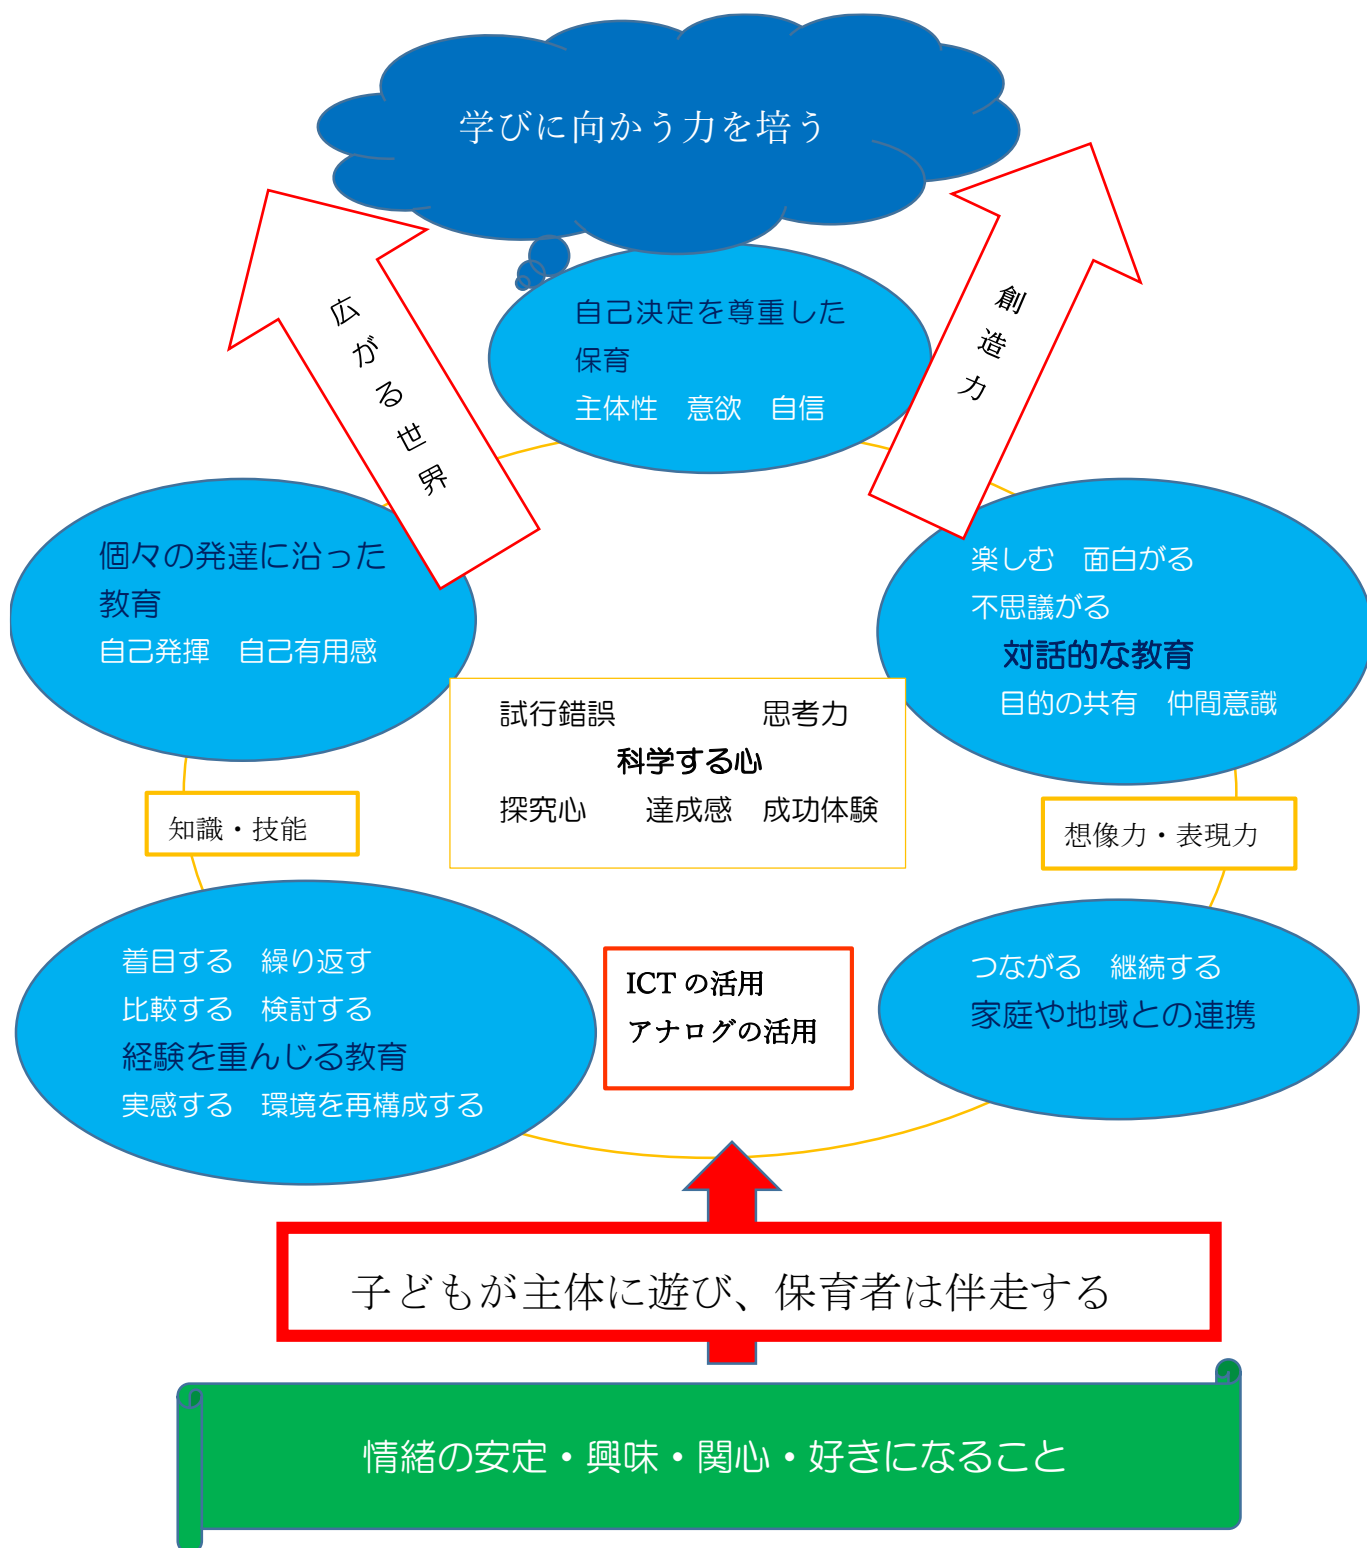 学びに向かう力を培う
広がる世界
創造力
自己決定を尊重した
保育
主体性　意欲　自信
個々の発達に沿った
教育
自己発揮　自己有用感
楽しむ　面白がる
不思議がる
対話的な教育
目的の共有　仲間意識
試行錯誤　思考力
科学する心
探究心　達成感　成功体験
知識・技能
想像力・表現力
着目する　繰り返す
比較する　検討する
経験を重んじる教育
実感する　環境を再構成する
ICT の活用
アナログの活用
つながる　継続する
家庭や地域との連携
子どもが主体に遊び、保育者は伴走する
情緒の安定・興味・関心・好きになること